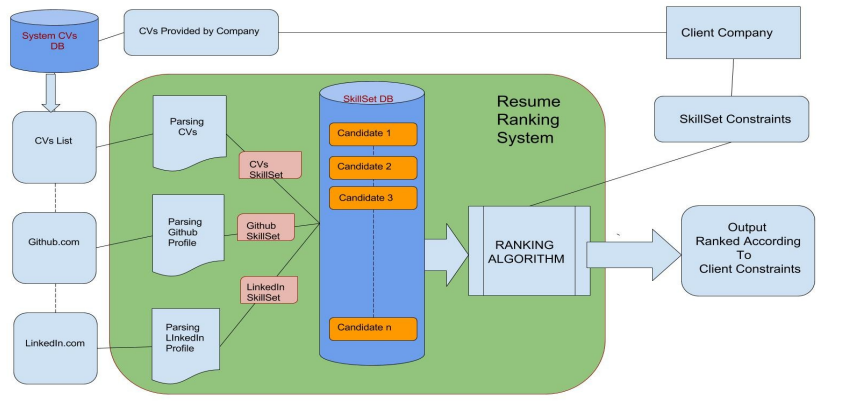 System CVs
DB
CVs Provided by Company
Client Company
SkillSet Constraints
CVs List
Github.com
LinkedIn.com
Parsing
CVs
Parsing
Github
Profile
Parsing
LInkedIn
Profile
CVs
SkillSet
Github
SkillSet
LinkedIn
SkillSet
SkillSet DB
Candidate 1
Candidate 2
Candidate 3
Candidate n
Resume
Ranking
System
RANKING
ALGORITHM
Output
Ranked According
To
Client Constraints